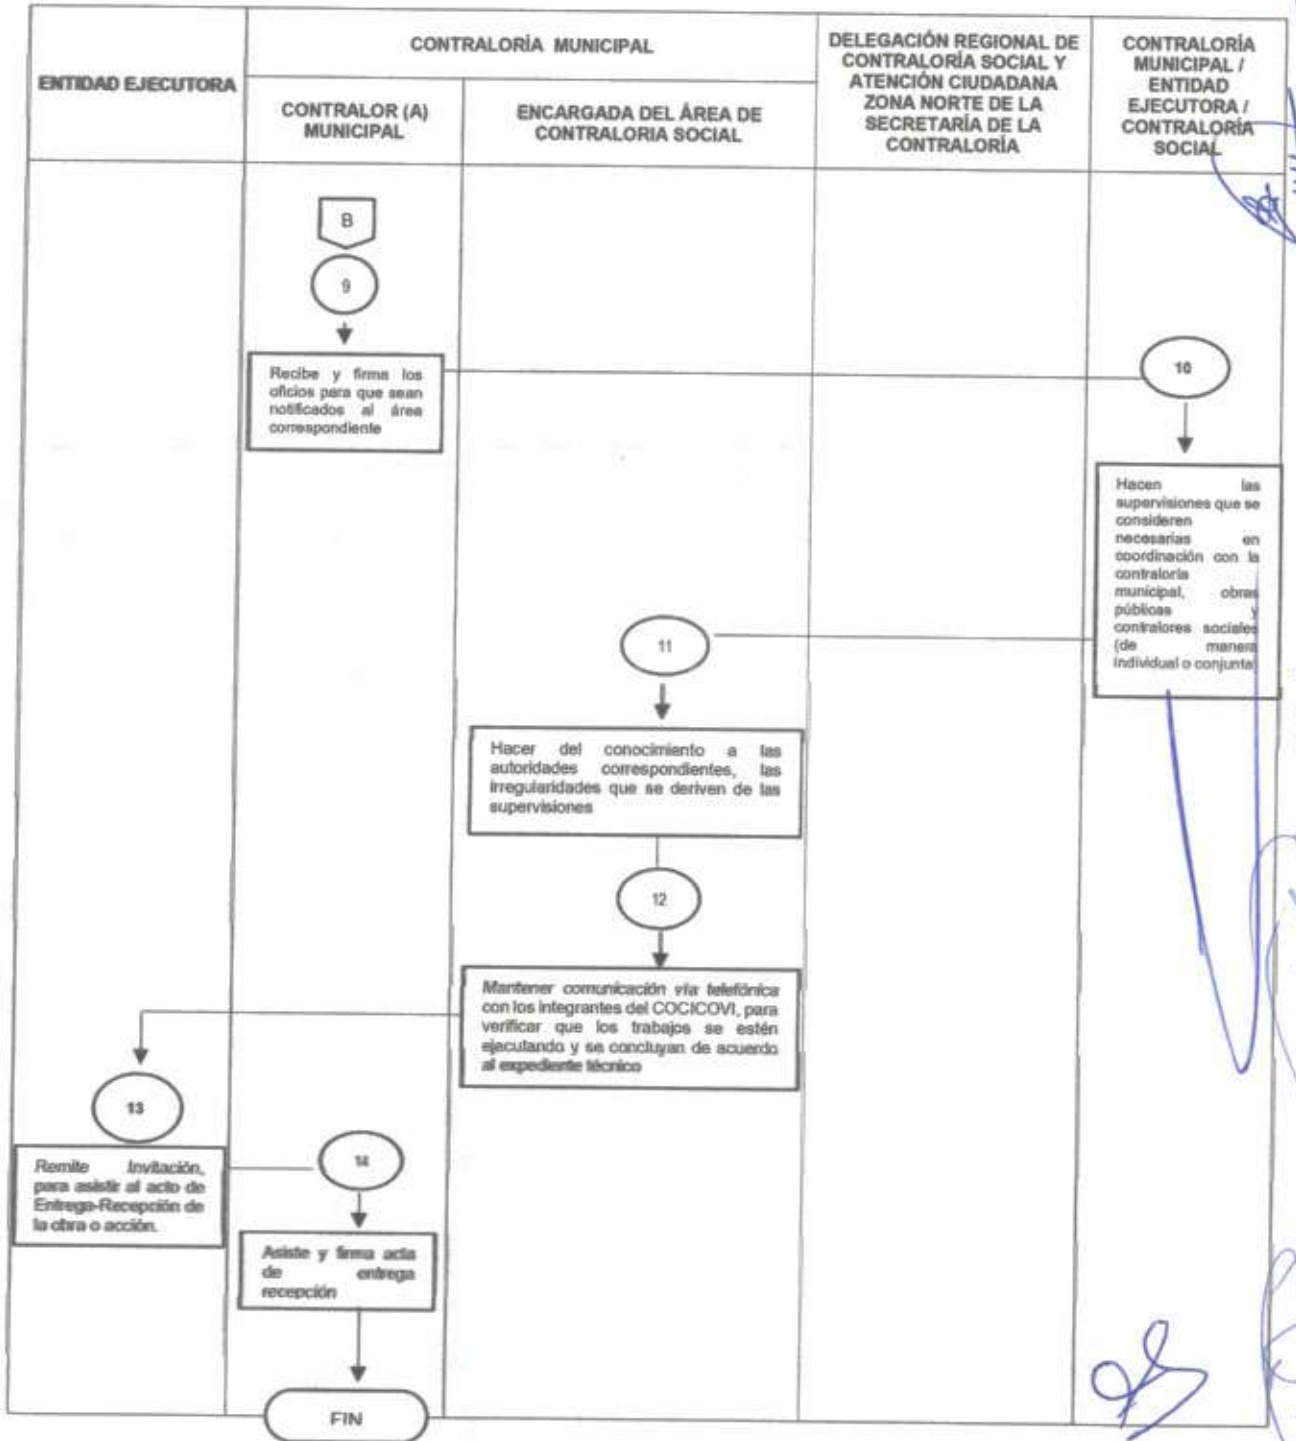 ENTIDAD EJECUTORA
CONTRALORÍA MUNICIPAL
CONTRALOR (A)
MUNICIPAL
ENCARGADA DEL ÁREA DE
CONTRALORIA SOCIAL
DELEGACIÓN REGIONAL DE
CONTRALORÍA SOCIAL Y
ATENCIÓN CIUDADANA
ZONA NORTE DE LA
SECRETARÍA DE LA
CONTRALORÍA
CONTRALORÍA
MUNICIPAL /
ENTIDAD
EJECUTORA /
CONTRALORÍA
SOCIAL
B
9
Recibe y firma los
oficios para que sean
notificados al área
correspondiente
10
Hacen las
supervisiones que se
consideren
necesarias en
coordinación con la
contraloría
municipal, obras
públicas y
contralores sociales
(de manera
individual o conjunta
11
Hacer del conocimiento a las
autoridades correspondientes, las
irregularidades que se deriven de las
supervisiones
12
Mantener comunicación vía telefónica
con los integrantes del COCICOVI, para
verificar que los trabajos se estén
ejecutando y se concluyan de acuerdo
al expediente técnico
13
Remite Invitación,
para asistir al acto de
Entrega-Recepción de
la obra o acción.
14
Asiste y firma acta
de entrega
recepción
FIN